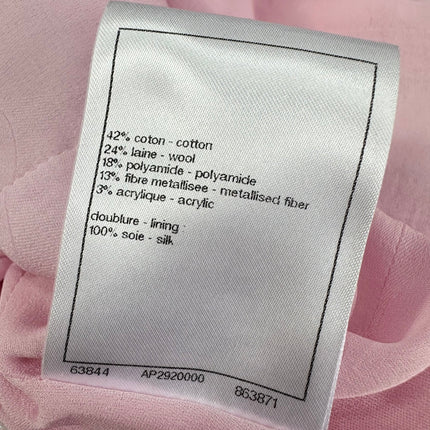 42% coton - cotton
24% laine - wool
18% polyamide - polyamide
13% fibre metallisee - metallised fiber
3% acrylique - acrylic
doublure - lining :
100% soie - silk
63844 AP2920000 863871